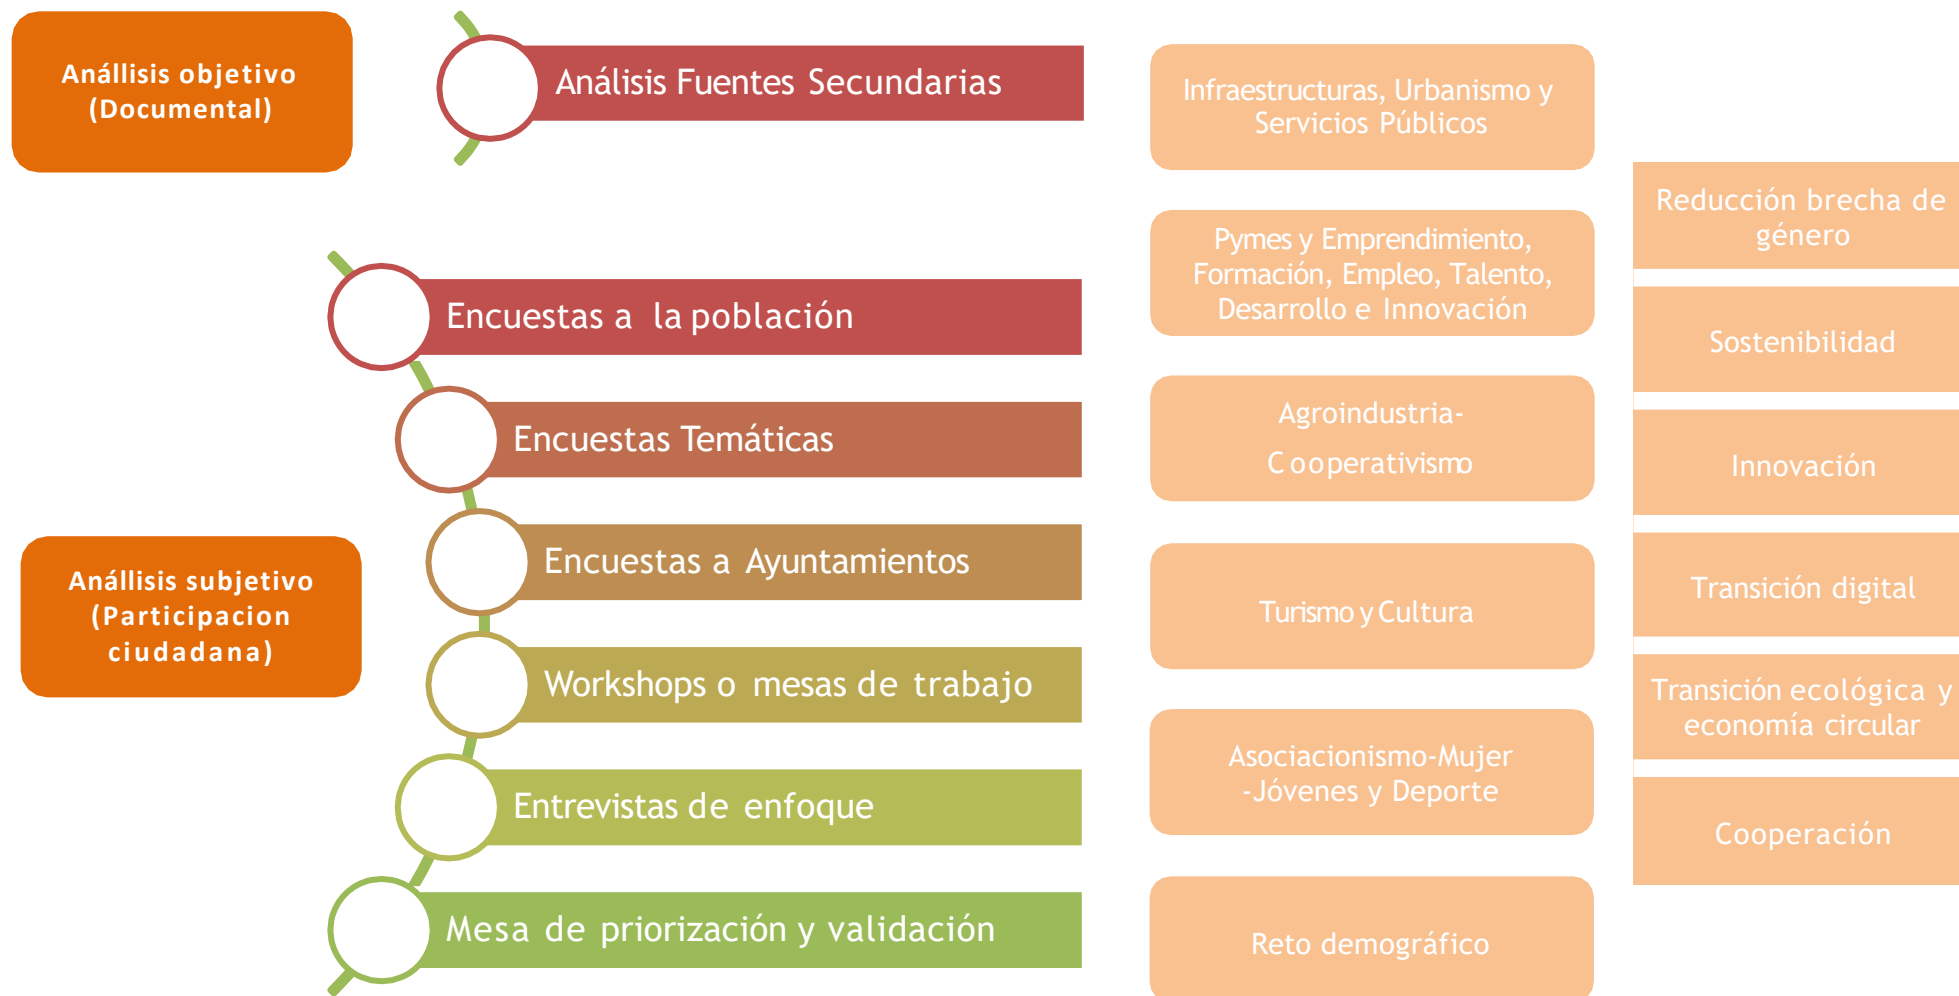 Anállisis objetivo
(Documental)
Análisis Fuentes Secundarias
Encuestas a la población
Encuestas Temáticas
Encuestas a Ayuntamientos
Workshops o mesas de trabajo
Entrevistas de enfoque
Mesa de priorización y validación
Anállisis subjetivo
(Participacion
ciudadana)
Infraestructuras, Urbanismo y
Servicios Públicos
Pymes y Emprendimiento,
Formación, Empleo, Talento,
Desarrollo e Innovación
Agroindustria-
Cooperativismo
Turismo y Cultura
Asociacionismo-Mujer
-Jóvenes y Deporte
Reto demográfico
Reducción brecha de
género
Sostenibilidad
Innovación
Transición digital
Transición ecológica y
economía circular
Cooperación